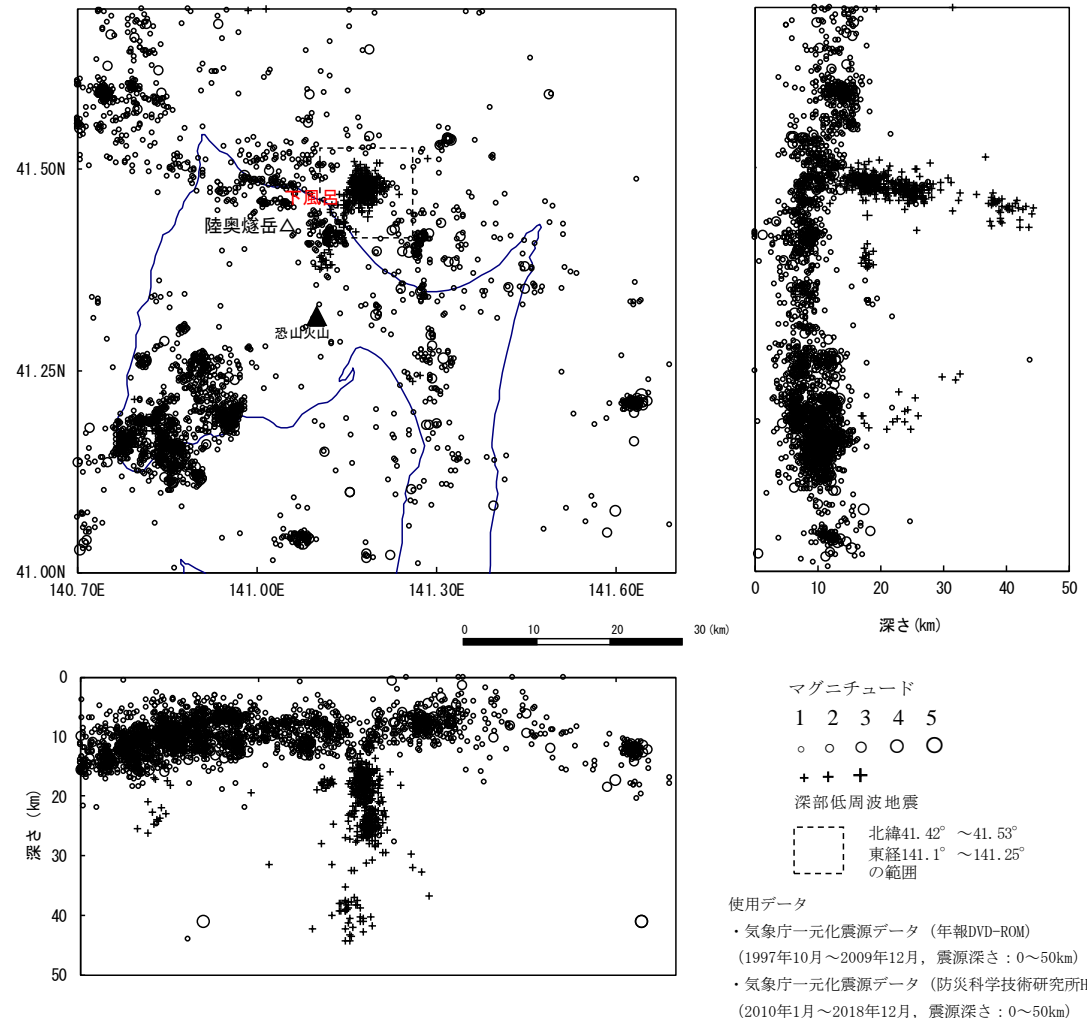 41.50N
41.25N
41.00N
140.70E 141.00E 141.30E 141.60E
下風呂
陸奥燧岳
恐山火山
0 10 20 30 40 50
深さ(km)
0 10 20 30 (km)
0
10
20
30
40
50
深さ (km)
マグニチュード
1 2 3 4 5
深部低周波地震
北緯41.42° ～41.53°
東経141.1° ～141.25°
の範囲
使用データ
・気象庁一元化震源データ (年報DVD-ROM)
(1997年10月～2009年12月, 震源深さ：0～50km)
・気象庁一元化震源データ (防災科学技術研究所H
(2010年1月～2018年12月, 震源深さ：0～50km)